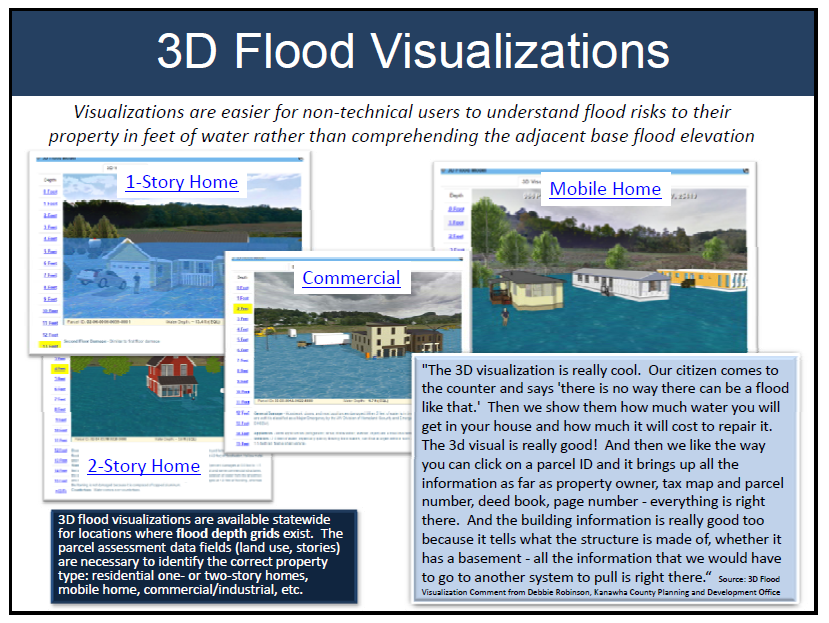 3D Flood Visualizations
Visualizations are easier for non-technical users to understand flood risks to their
property in feet of water rather than comprehending the adjacent base flood elevation
1-Story Home
Mobile Home
Commercial
2-Story Home
Depth
Depth
Depth
"The 3D visualization is really cool.  Our citizen comes to
the counter and says 'there is no way there can be a flood
like that.'  Then we show them how much water you will
get in your house and how much it will cost to repair it.
The 3d visual is really good!  And then we like the way
you can click on a parcel ID and it brings up all the
information as far as property owner, tax map and parcel
number, deed book, page number - everything is right
there.  And the building information is really good too
because it tells what the structure is made of, whether it
has a basement - all the information that we would have
to go to another system to pull is right there.“  Source: 3D Flood
Visualization Comment from Debbie Robinson, Kanawha County Planning and Development Office
3D flood visualizations are available statewide
for locations where flood depth grids exist.  The
parcel assessment data fields (land use, stories)
are necessary to identify the correct property
type: residential one- or two-story homes,
mobile home, commercial/industrial, etc.